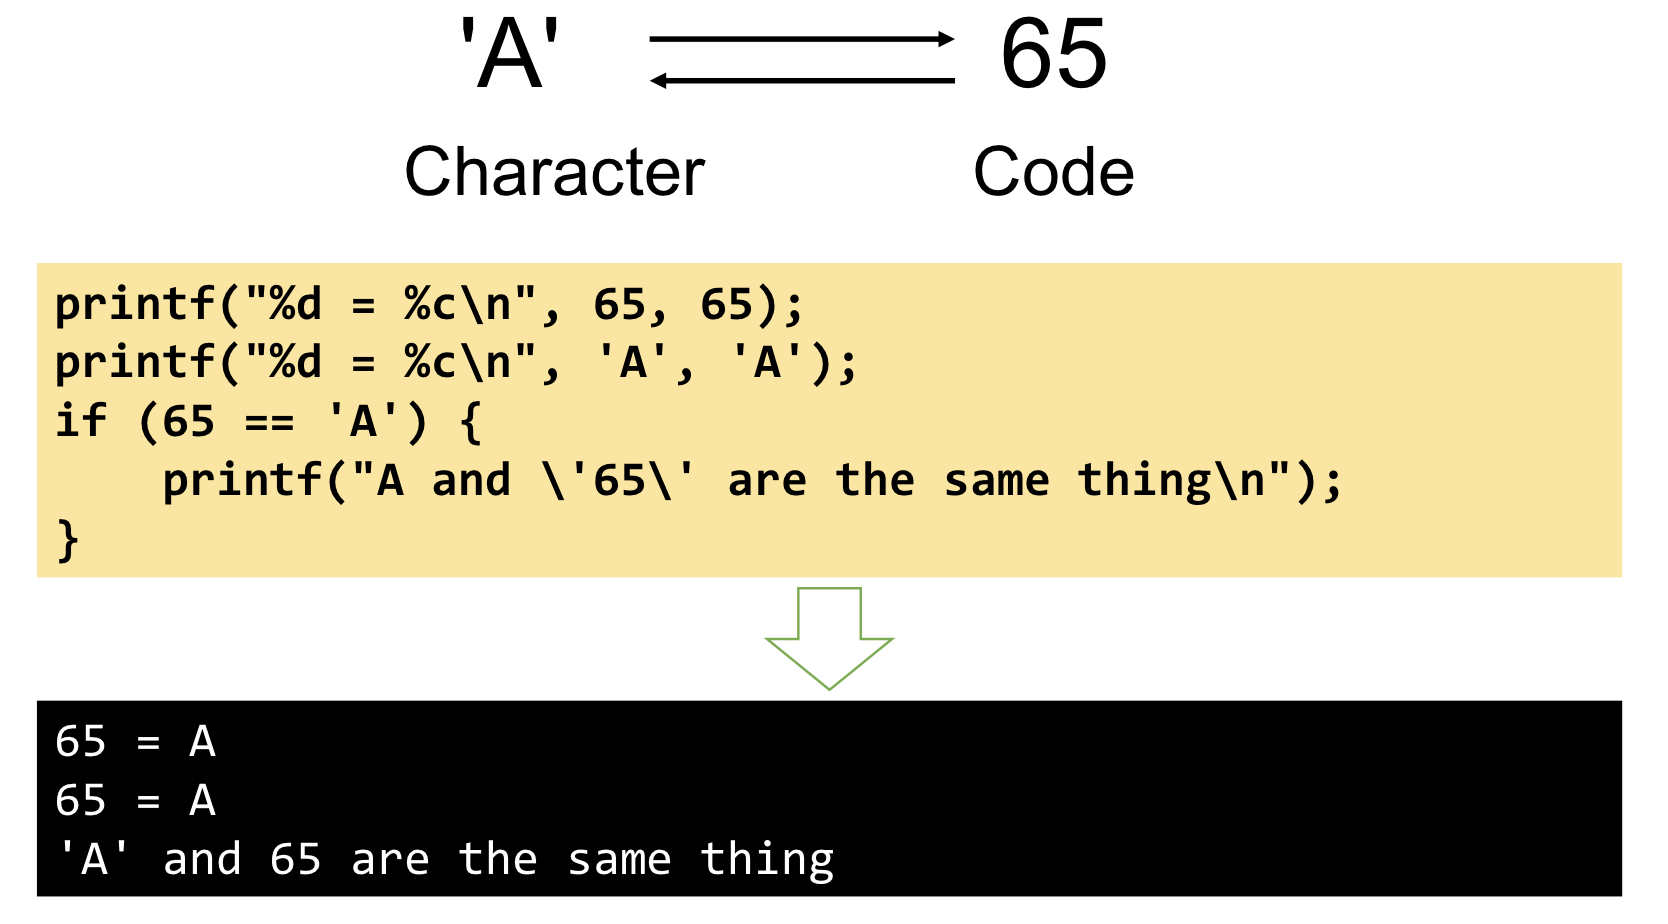 'A' 65
Character Code
printf("%d = %c\n", 65, 65);
printf("%d = %c\n", 'A', 'A');
if (65 == 'A') {
    printf("A and \'65\' are the same thing\n");
}
65 = A
65 = A
'A' and 65 are the same thing